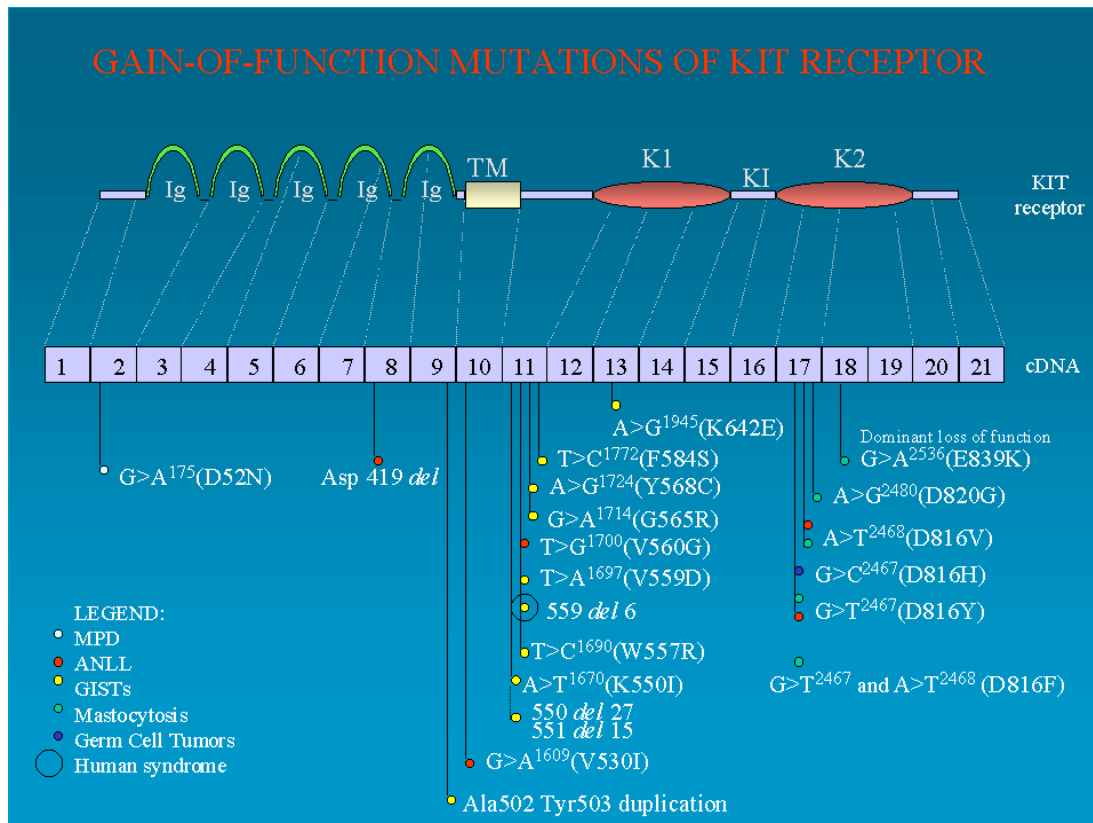 GAIN-OF-FUNCTION MUTATIONS OF KIT RECEPTOR
Ig Ig Ig Ig Ig TM K1 KI K2
KIT receptor
1 2 3 4 5 6 7 8 9 10 11 12 13 14 15 16 17 18 19 20 21 cDNA
G>A¹⁷⁵(D52N)
Asp 419 del
A>G¹⁹⁴⁵(K642E)
T>C¹⁷⁷²(F584S)
A>G¹⁷²⁴(Y568C)
G>A¹⁷¹⁴(G565R)
T>G¹⁷⁰⁰(V560G)
T>A¹⁶⁹⁷(V559D)
559 del 6
T>C¹⁶⁹⁰(W557R)
A>T¹⁶⁷⁰(K550I)
550 del 27
551 del 15
G>A¹⁶⁰⁹(V530I)
Ala502 Tyr503 duplication
Dominant loss of function
G>A²⁵³⁶(E839K)
A>G²⁴⁸⁰(D820G)
A>T²⁴⁶⁸(D816V)
G>C²⁴⁶⁷(D816H)
G>T²⁴⁶⁷(D816Y)
G>T²⁴⁶⁷ and A>T²⁴⁶⁸ (D816F)
LEGEND:
MPD
ANLL
GISTs
Mastocytosis
Germ Cell Tumors
Human syndrome